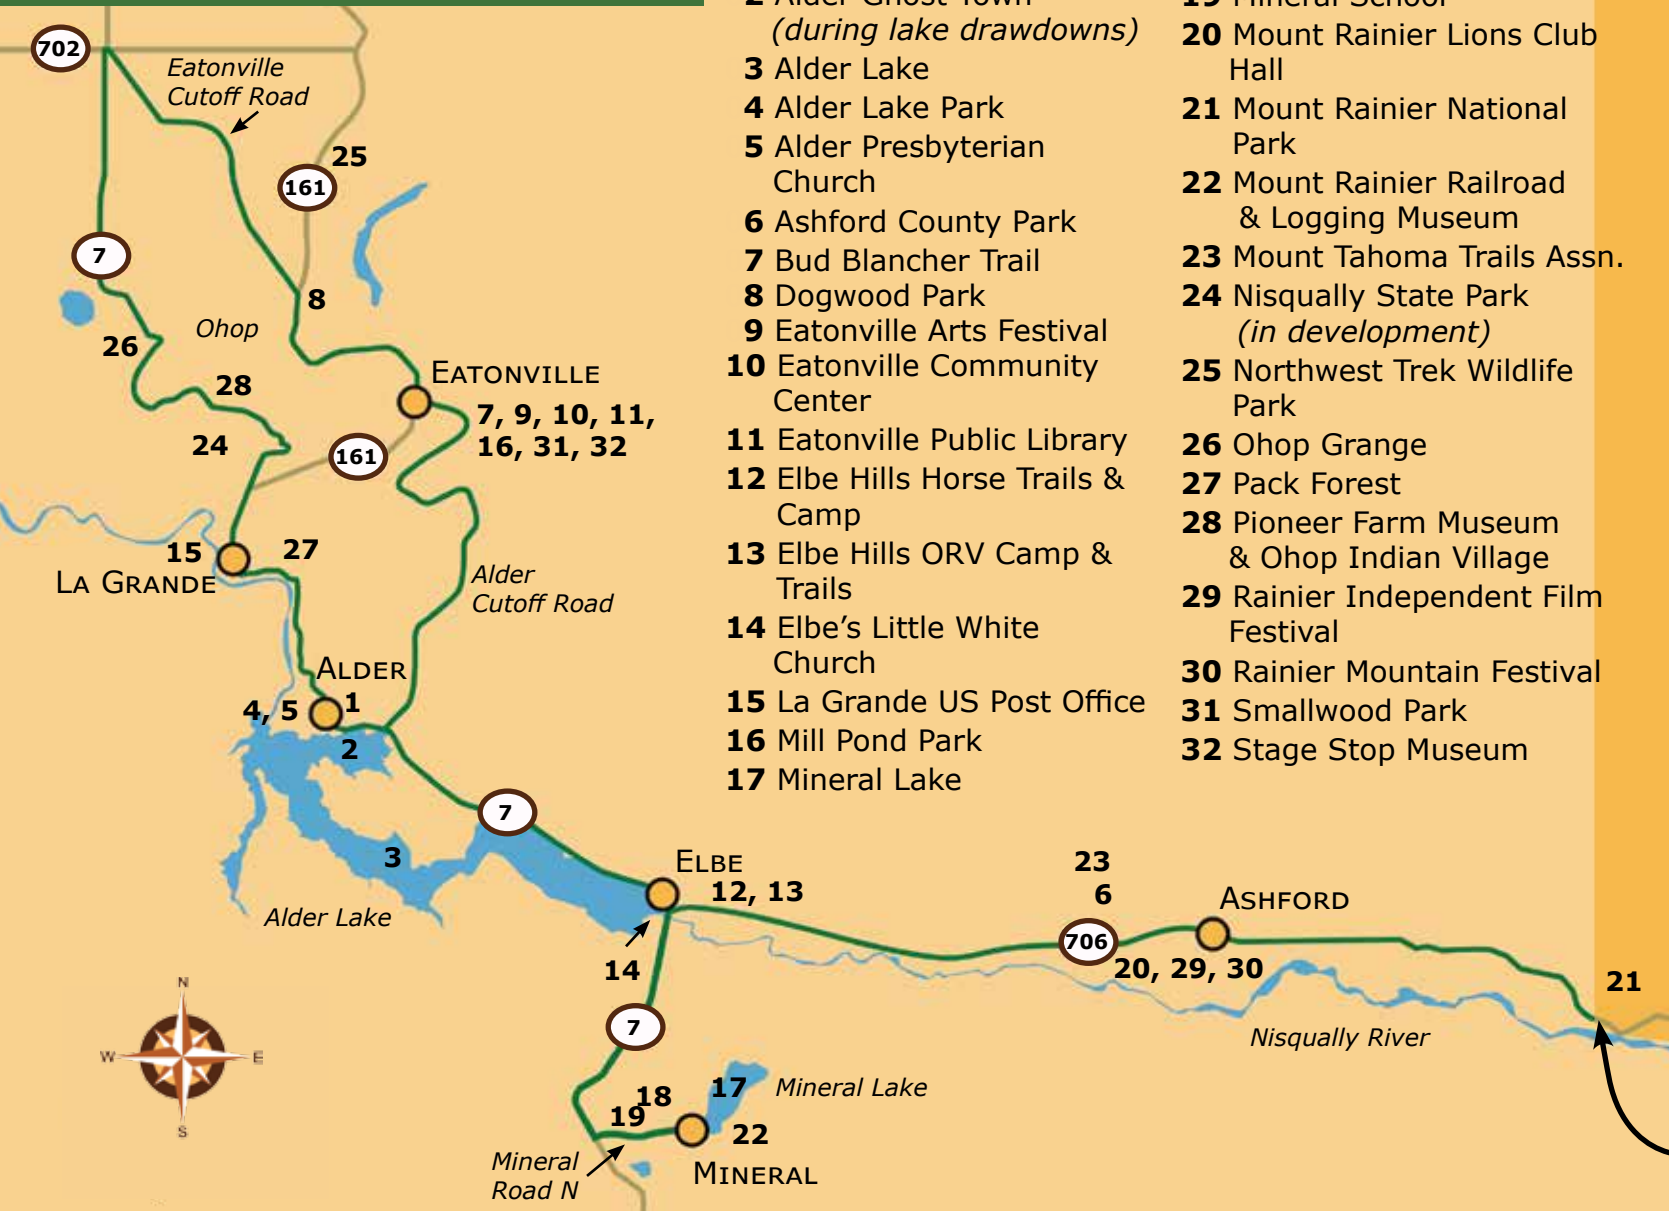 2 Alder Ghost Town
(during lake drawdowns)
3 Alder Lake
4 Alder Lake Park
5 Alder Presbyterian
Church
6 Ashford County Park
7 Bud Blancher Trail
8 Dogwood Park
9 Eatonville Arts Festival
10 Eatonville Community
Center
11 Eatonville Public Library
12 Elbe Hills Horse Trails &
Camp
13 Elbe Hills ORV Camp &
Trails
14 Elbe’s Little White
Church
15 La Grande US Post Office
16 Mill Pond Park
17 Mineral Lake
19 Mineral School
20 Mount Rainier Lions Club
Hall
21 Mount Rainier National
Park
22 Mount Rainier Railroad
& Logging Museum
23 Mount Tahoma Trails Assn.
24 Nisqually State Park
(in development)
25 Northwest Trek Wildlife
Park
26 Ohop Grange
27 Pack Forest
28 Pioneer Farm Museum
& Ohop Indian Village
29 Rainier Independent Film
Festival
30 Rainier Mountain Festival
31 Smallwood Park
32 Stage Stop Museum
702
Eatonville
Cutoff Road
25
161
7
8
Ohop
26
28
EATONVILLE
7, 9, 10, 11,
16, 31, 32
24
161
15
27
LA GRANDE
Alder
Cutoff Road
ALDER
1
4, 5
2
7
3
Alder Lake
ELBE
12, 13
14
23
6
ASHFORD
706
20, 29, 30
21
Nisqually River
7
17
Mineral Lake
18
19
22
MINERAL
Mineral
Road N
N
W
E
S